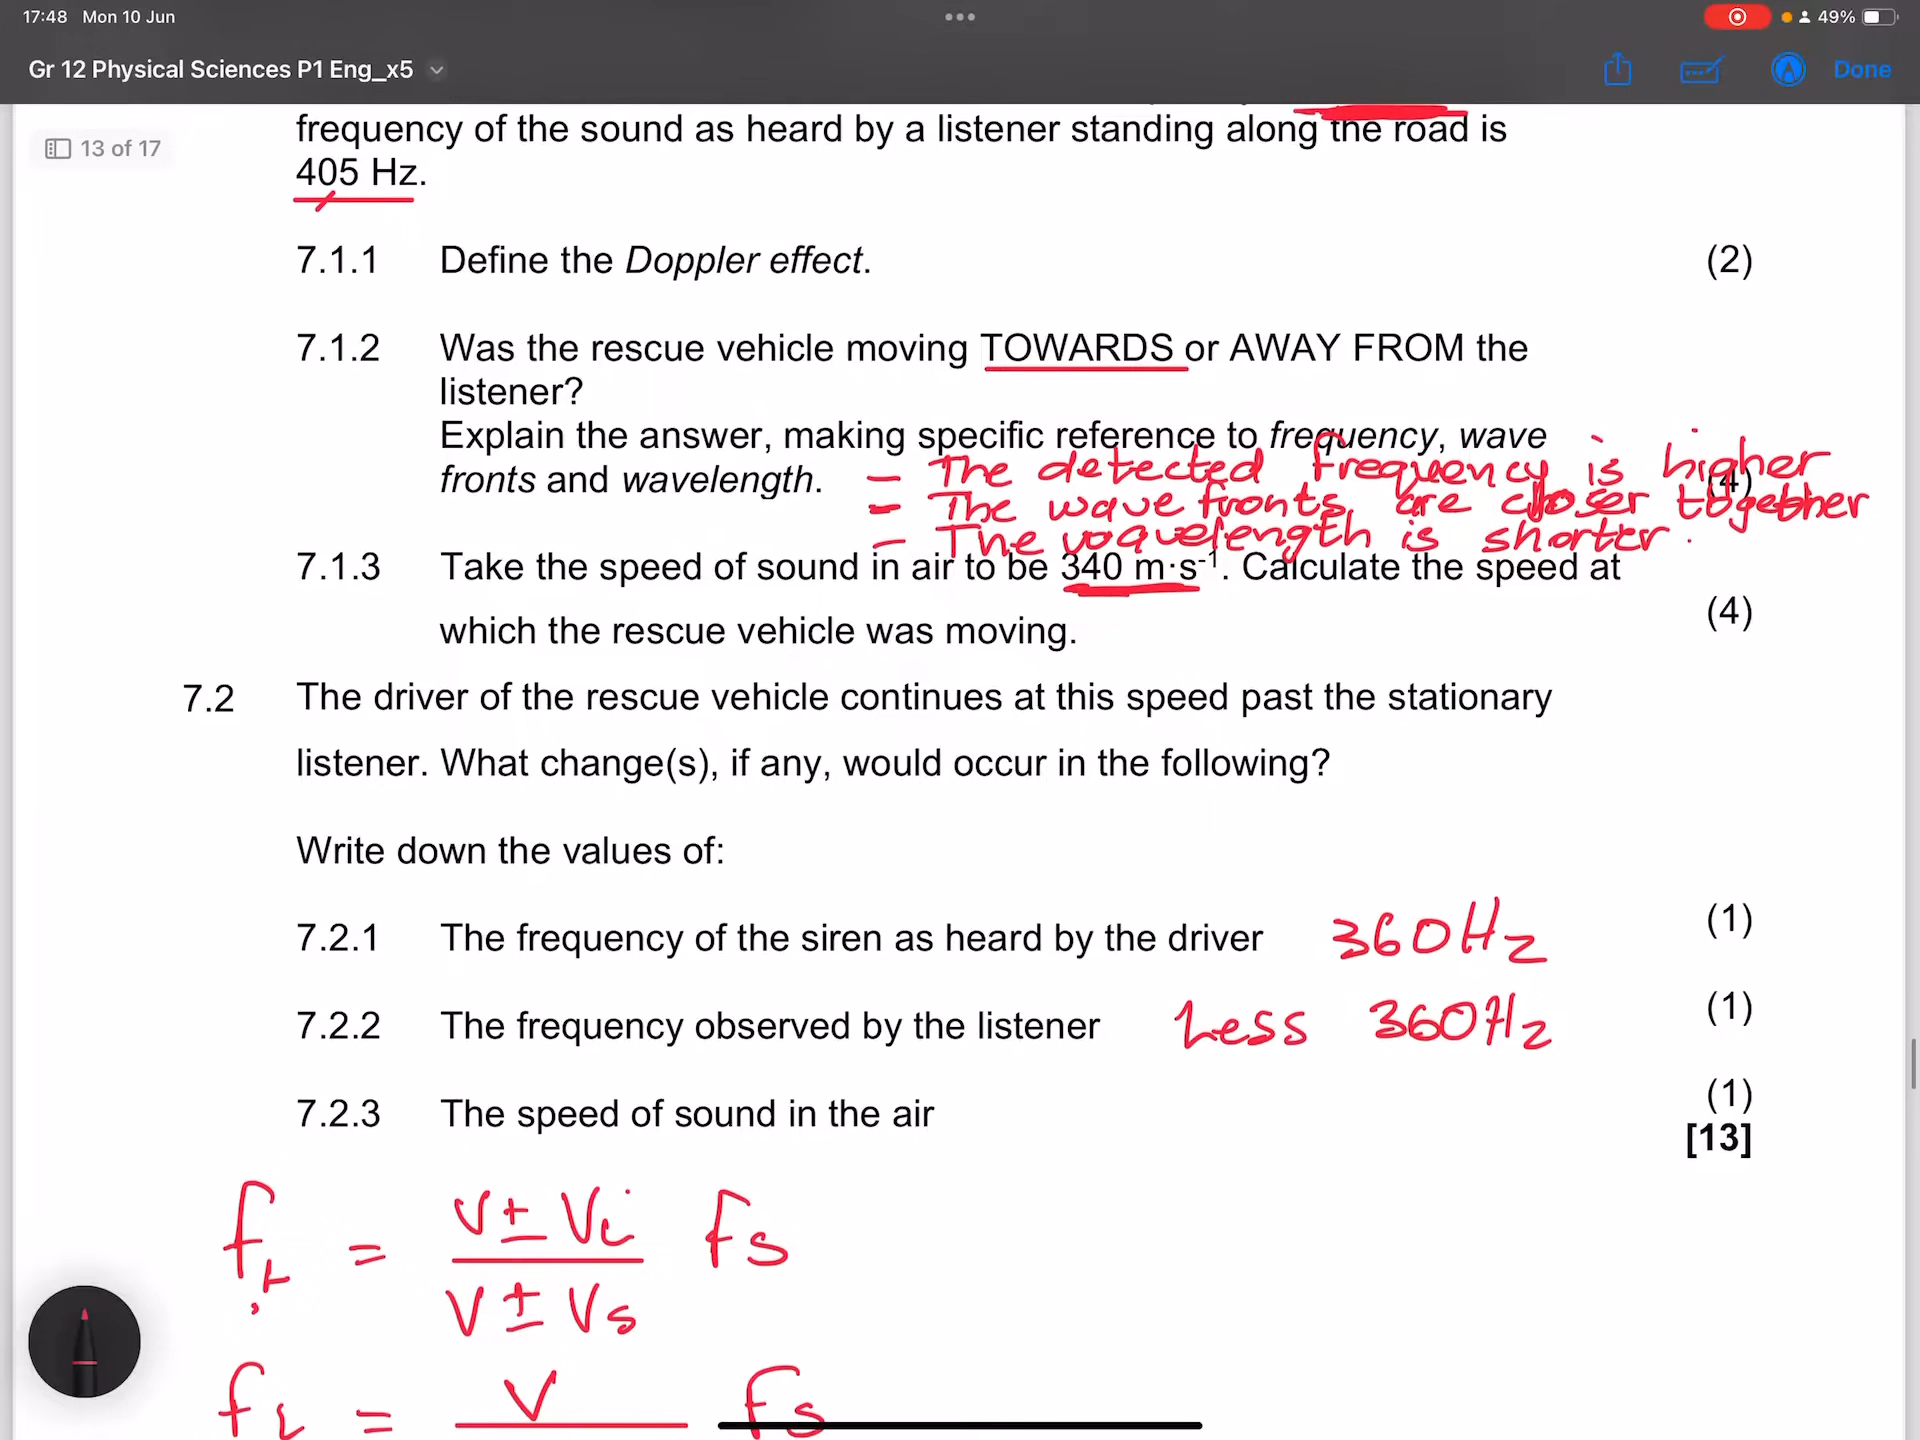 17:48 Mon 10 Jun
49%
Gr 12 Physical Sciences P1 Eng_x5
Done
13 of 17
frequency of the sound as heard by a listener standing along the road is
405 Hz.
7.1.1 Define the Doppler effect. (2)
7.1.2 Was the rescue vehicle moving TOWARDS or AWAY FROM the
listener?
Explain the answer, making specific reference to frequency, wave
fronts and wavelength. (4)
– The detected frequency is higher
– The wave fronts are closer together
– The wavelength is shorter.
7.1.3 Take the speed of sound in air to be 340 m·s⁻¹. Calculate the speed at
which the rescue vehicle was moving. (4)
7.2 The driver of the rescue vehicle continues at this speed past the stationary
listener. What change(s), if any, would occur in the following?
Write down the values of:
7.2.1 The frequency of the siren as heard by the driver 360Hz (1)
7.2.2 The frequency observed by the listener Less 360Hz (1)
7.2.3 The speed of sound in the air (1)
[13]
fL = V ± VL / V ± Vs Fs
fL = V Fs